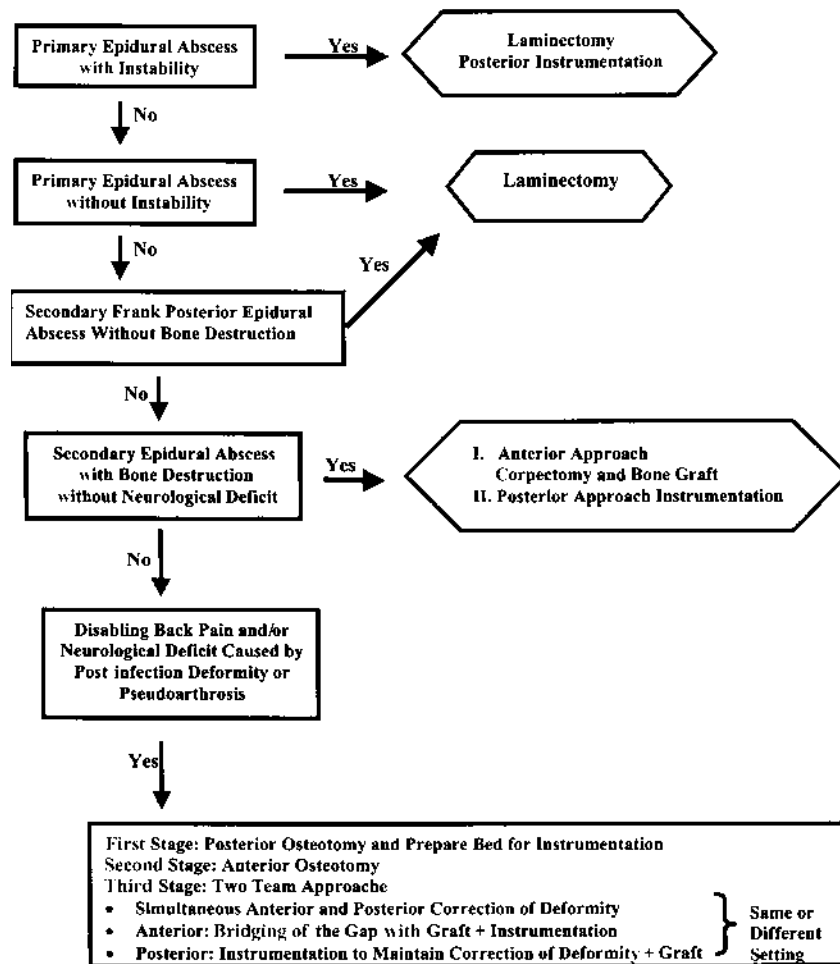 Primary Epidural Abscess
with Instability
Yes
Laminectomy
Posterior Instrumentation
No
Primary Epidural Abscess
without Instability
Yes
Laminectomy
No
Yes
Secondary Frank Posterior Epidural
Abscess Without Bone Destruction
No
Secondary Epidural Abscess
with Bone Destruction
without Neurological Deficit
Yes
I. Anterior Approach
Corpectomy and Bone Graft
II. Posterior Approach Instrumentation
No
Disabling Back Pain and/or
Neurological Deficit Caused by
Post infection Deformity or
Pseudoarthrosis
Yes
First Stage: Posterior Osteotomy and Prepare Bed for Instrumentation
Second Stage: Anterior Osteotomy
Third Stage: Two Team Approache
• Simultaneous Anterior and Posterior Correction of Deformity
• Anterior: Bridging of the Gap with Graft + Instrumentation
• Posterior: Instrumentation to Maintain Correction of Deformity + Graft
Same or
Different
Setting